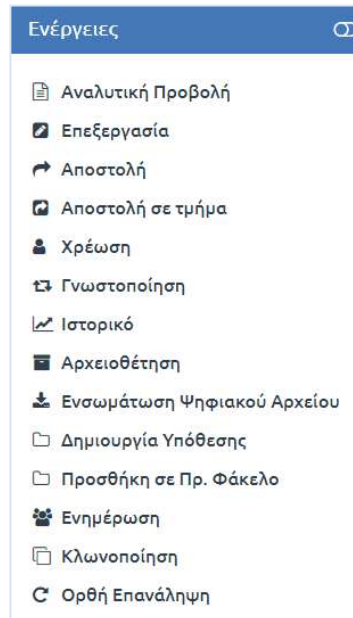 Ενέργειες
Αναλυτική Προβολή
Επεξεργασία
Αποστολή
Αποστολή σε τμήμα
Χρέωση
Γνωστοποίηση
Ιστορικό
Αρχειοθέτηση
Ενσωμάτωση Ψηφιακού Αρχείου
Δημιουργία Υπόθεσης
Προσθήκη σε Πρ. Φάκελο
Ενημέρωση
Κλωνοποίηση
Ορθή Επανάληψη